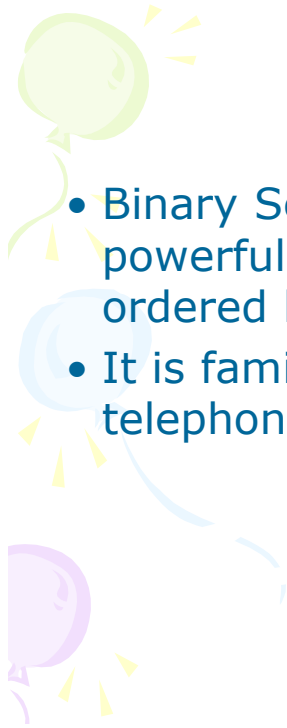 • Binary Se
powerful
ordered
• It is fami
telephon